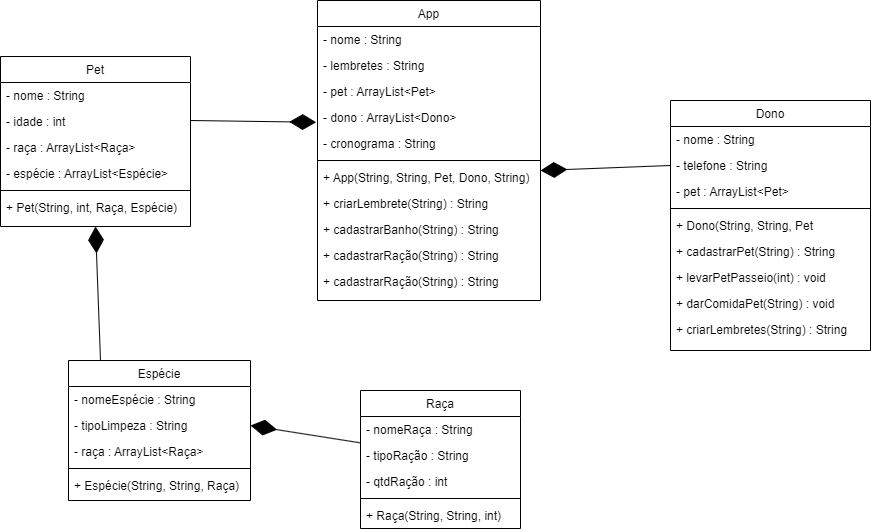 App
- nome : String
- lembretes : String
- pet : ArrayList<Pet>
- dono : ArrayList<Dono>
- cronograma : String
+ App(String, String, Pet, Dono, String)
+ criarLembrete(String) : String
+ cadastrarBanho(String) : String
+ cadastrarRação(String) : String
+ cadastrarRação(String) : String
Pet
- nome : String
- idade : int
- raça : ArrayList<Raça>
- espécie : ArrayList<Espécie>
+ Pet(String, int, Raça, Espécie)
Dono
- nome : String
- telefone : String
- pet : ArrayList<Pet>
+ Dono(String, String, Pet
+ cadastrarPet(String) : String
+ levarPetPasseio(int) : void
+ darComidaPet(String) : void
+ criarLembretes(String) : String
Espécie
- nomeEspécie : String
- tipoLimpeza : String
- raça : ArrayList<Raça>
+ Espécie(String, String, Raça)
Raça
- nomeRaça : String
- tipoRação : String
- qtdRação : int
+ Raça(String, String, int)